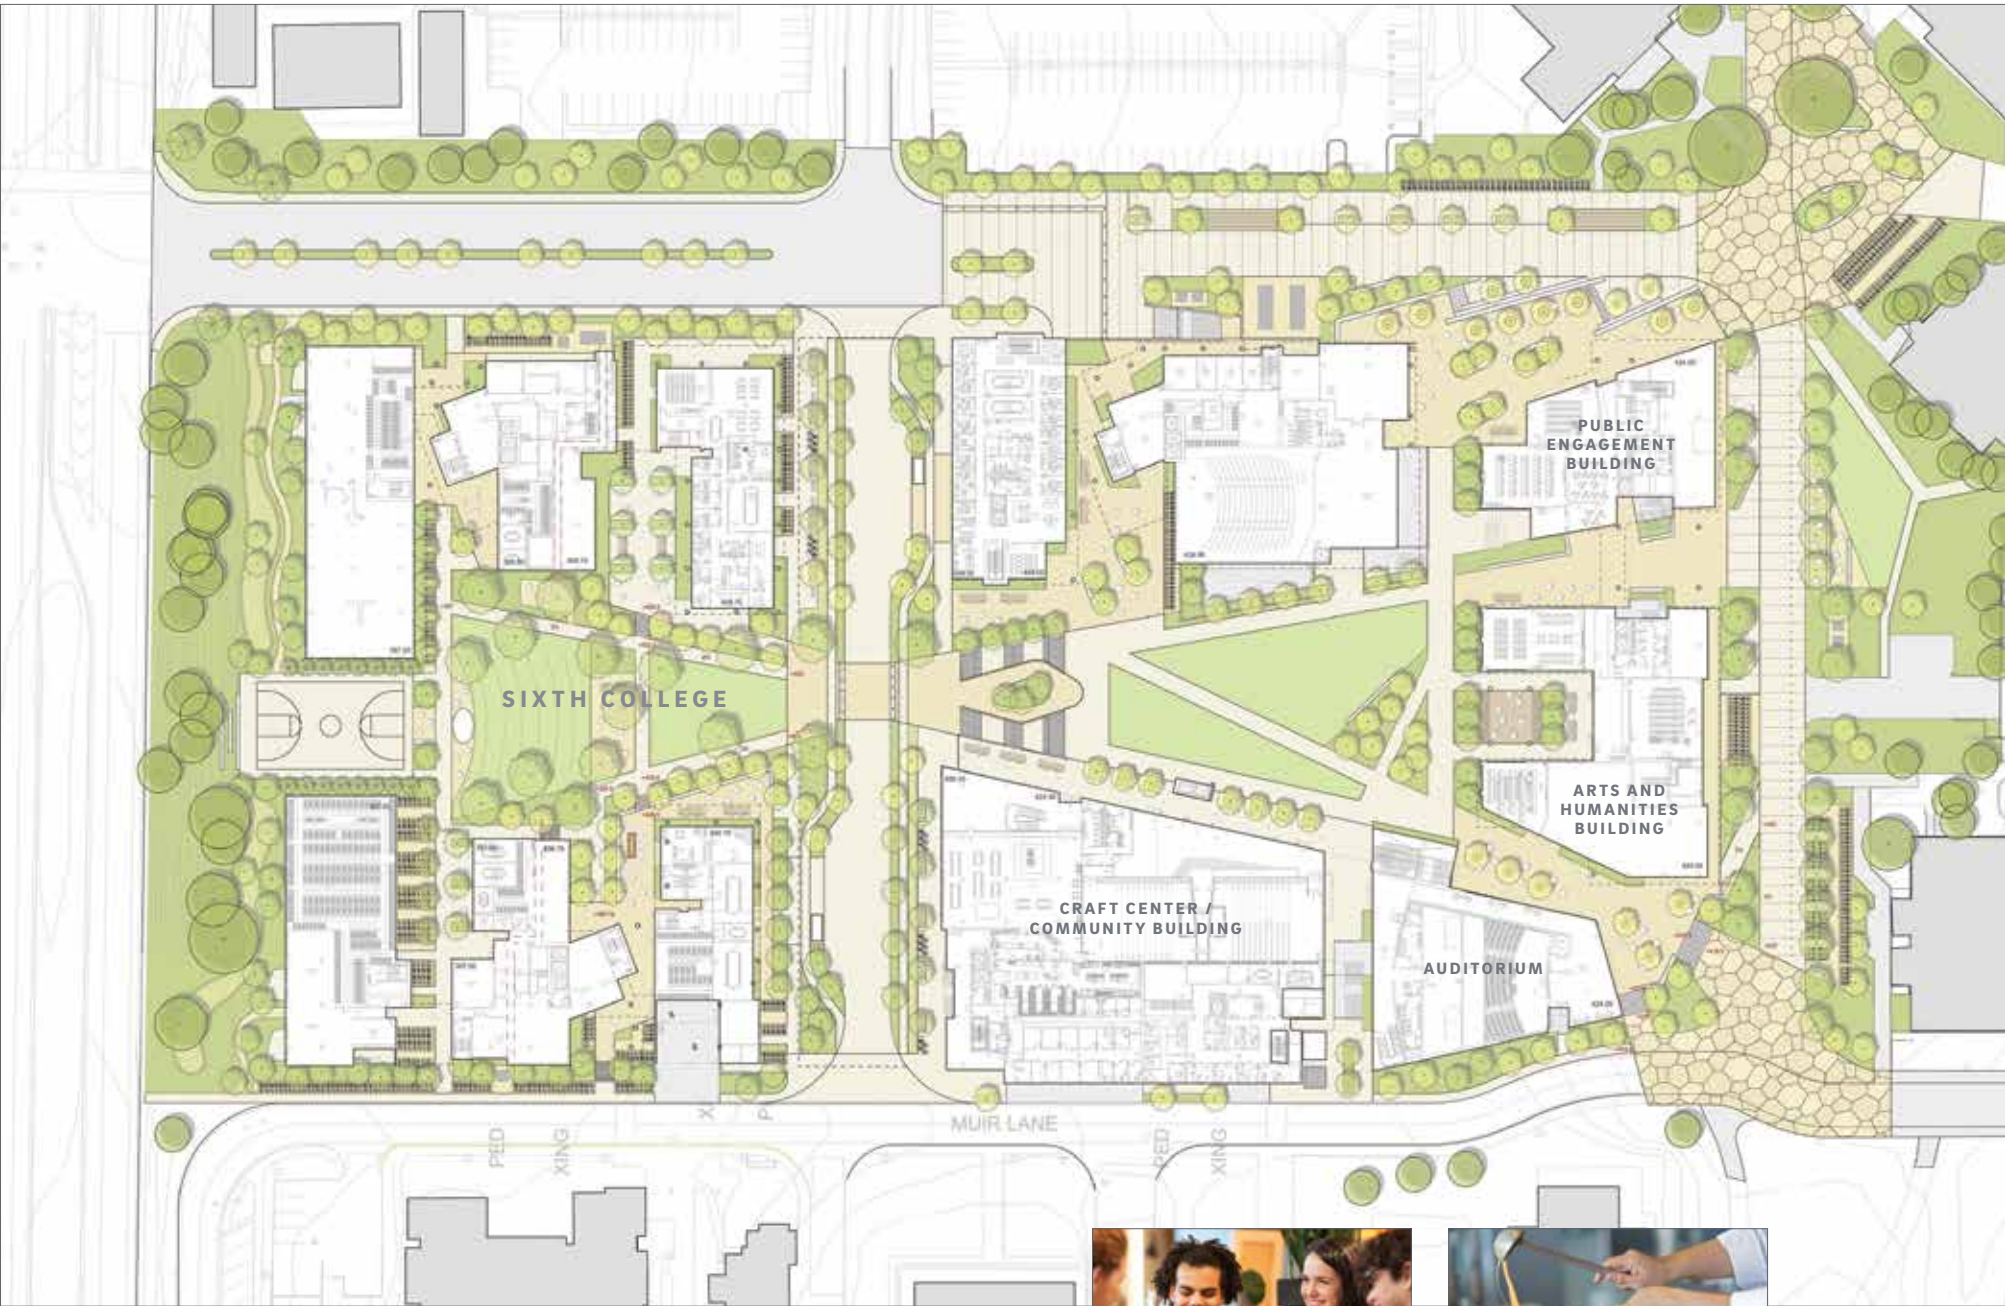 PUBLIC
ENGAGEMENT
BUILDING
SIXTH COLLEGE
ARTS AND
HUMANITIES
BUILDING
CRAFT CENTER /
COMMUNITY BUILDING
AUDITORIUM
MUIR LANE
PED
XING
PED
XING